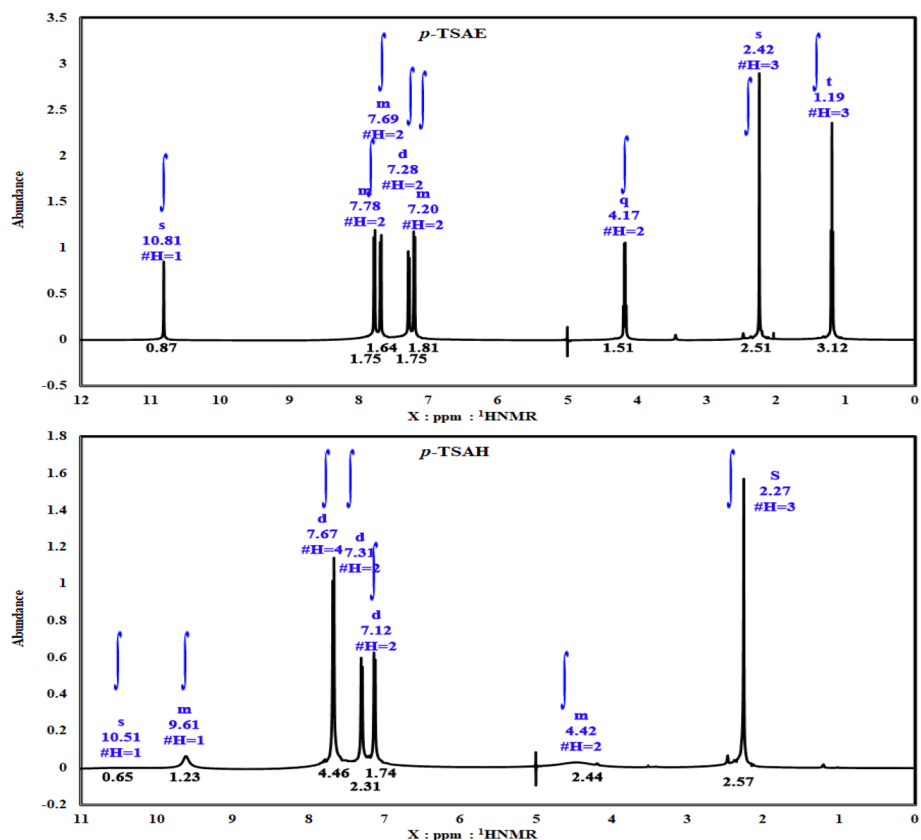 p-TSAE
3.5
3
2.5
2
1.5
1
0.5
0
-0.5
Abundance
s
10.81
#H=1
m
7.69
#H=2
m
7.78
#H=2
d
7.28
#H=2
m
7.20
#H=2
q
4.17
#H=2
s
2.42
#H=3
t
1.19
#H=3
0.87
1.64
1.75
1.81
1.75
1.51
2.51
3.12
12 11 10 9 8 7 6 5 4 3 2 1 0
X : ppm : ¹HNMR
p-TSAH
1.8
1.6
1.4
1.2
1
0.8
0.6
0.4
0.2
0
-0.2
Abundance
s
10.51
#H=1
m
9.61
#H=1
d
7.67
#H=4
d
7.31
#H=2
d
7.12
#H=2
m
4.42
#H=2
S
2.27
#H=3
0.65
1.23
4.46
1.74
2.31
2.44
2.57
11 10 9 8 7 6 5 4 3 2 1 0
X : ppm : ¹HNMR